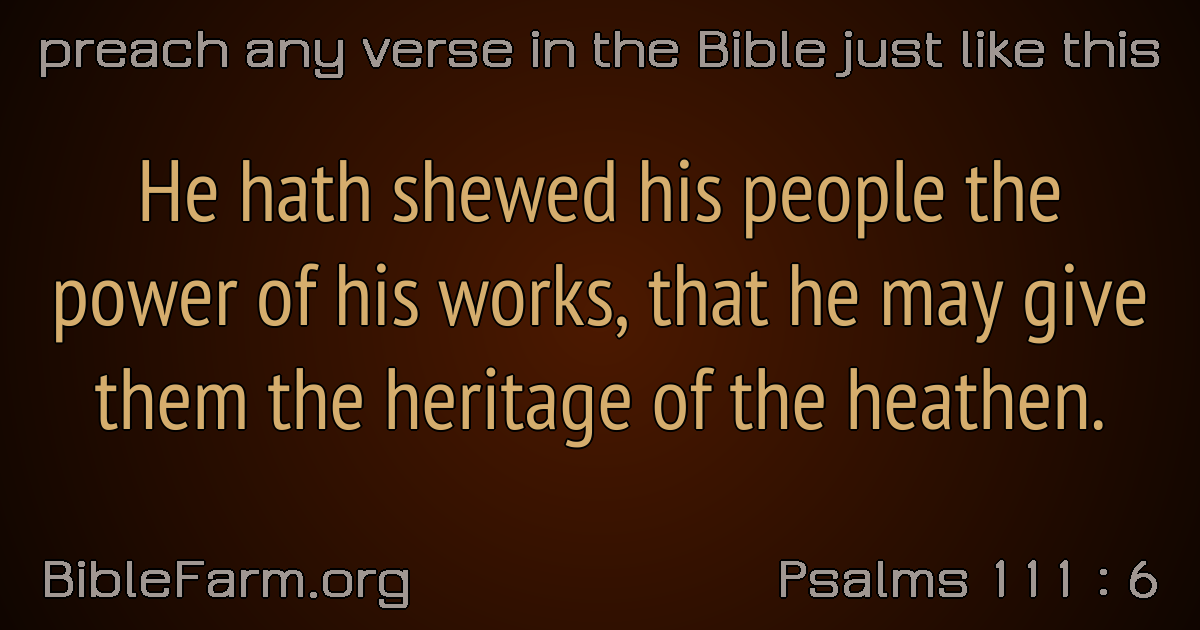 preach any verse in the Bible just like this
He hath shewed his people the
power of his works, that he may give
them the heritage of the heathen.
BibleFarm.org
Psalms 111 : 6